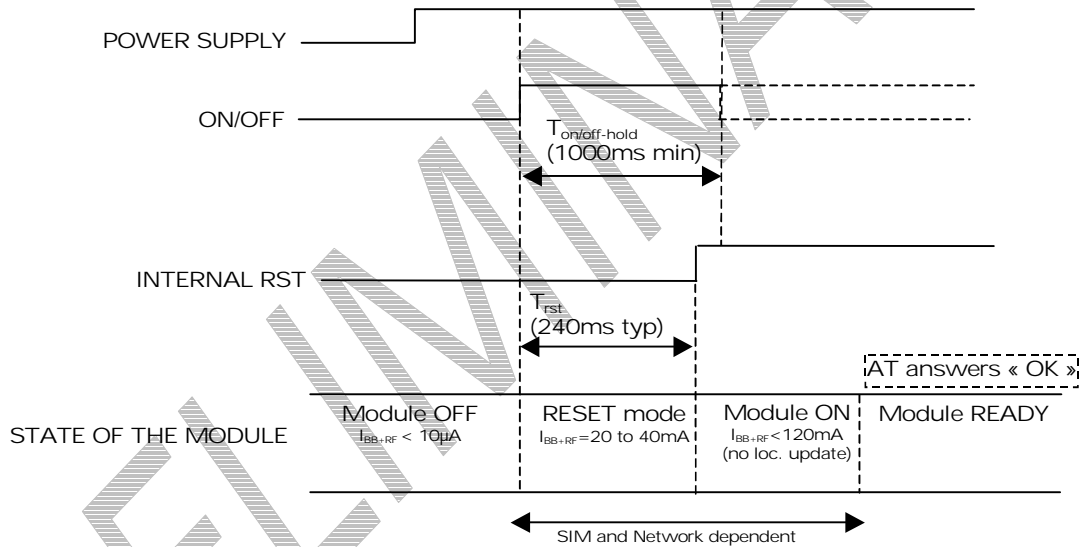 POWER SUPPLY
ON/OFF
Ton/off-hold
(1000ms min)
INTERNAL RST
Trst
(240ms typ)
AT answers « OK »
STATE OF THE MODULE
Module OFF
IBB+RF < 10µA
RESET mode
IBB+RF=20 to 40mA
Module ON
IBB+RF<120mA
(no loc. update)
Module READY
SIM and Network dependent